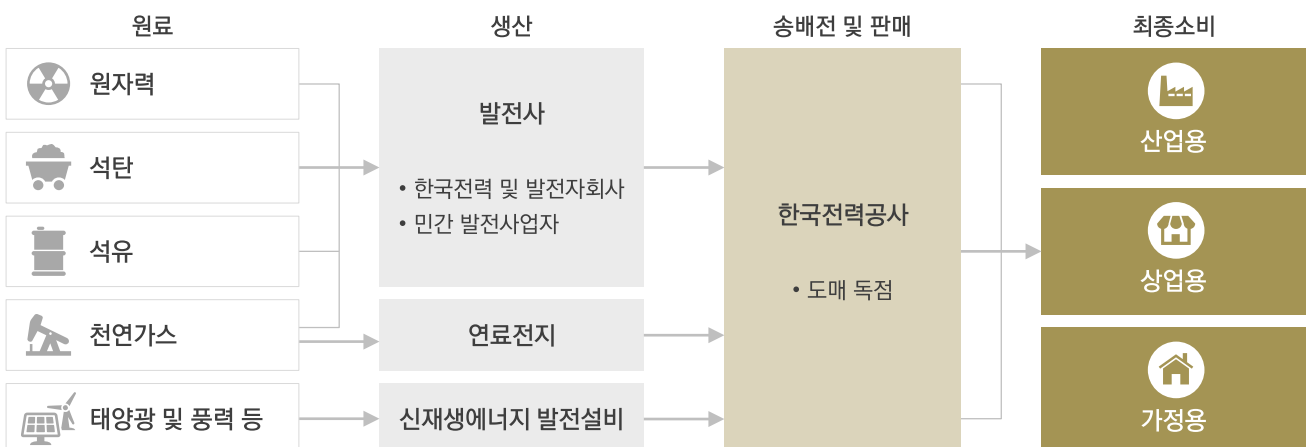 원료
생산
송배전 및 판매
최종소비
원자력
석탄
석유
천연가스
태양광 및 풍력 등
발전사
• 한국전력 및 발전자회사
• 민간 발전사업자
연료전지
신재생에너지 발전설비
한국전력공사
• 도매 독점
산업용
상업용
가정용